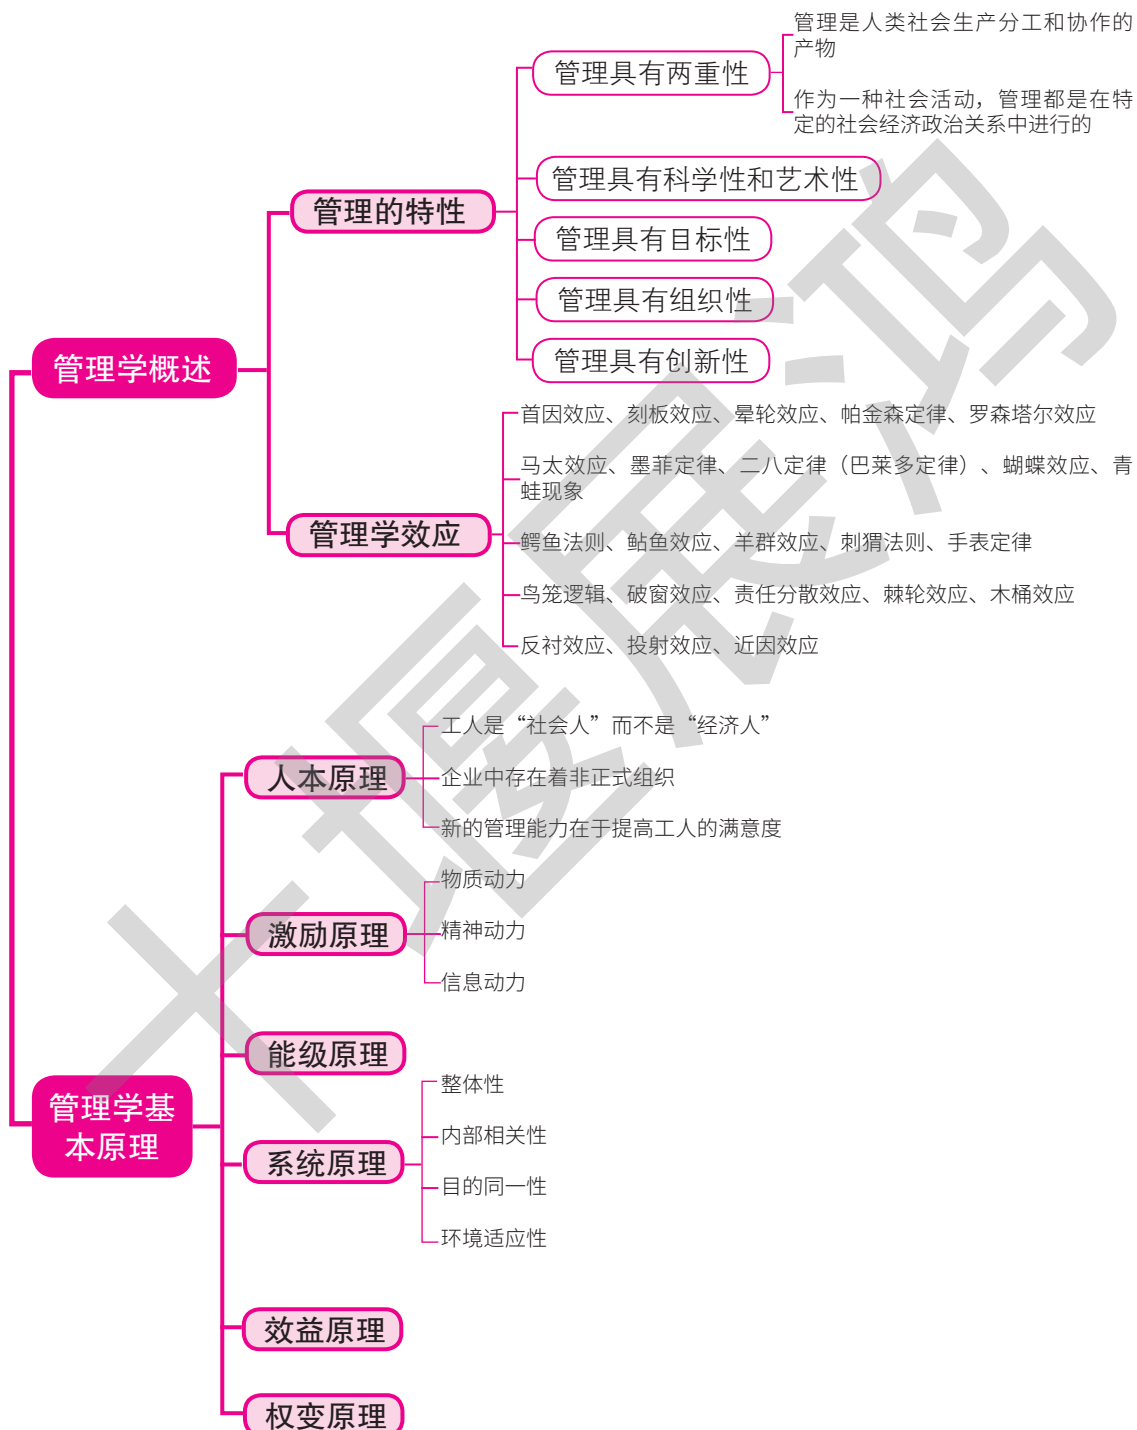 管理是人类社会生产分工和协作的
产物
管理具有两重性
作为一种社会活动，管理都是在特
定的社会经济政治关系中进行的
管理具有科学性和艺术性
管理的特性
管理具有目标性
管理具有组织性
管理学概述
管理具有创新性
首因效应、刻板效应、晕轮效应、帕金森定律、罗森塔尔效应
马太效应、墨菲定律、二八定律（巴莱多定律）、蝴蝶效应、青
蛙现象
管理学效应
鳄鱼法则、鲇鱼效应、羊群效应、刺猬法则、手表定律
鸟笼逻辑、破窗效应、责任分散效应、棘轮效应、木桶效应
反衬效应、投射效应、近因效应
工人是“社会人”而不是“经济人”
人本原理
企业中存在着非正式组织
新的管理能力在于提高工人的满意度
物质动力
激励原理
精神动力
信息动力
能级原理
管理学基
本原理
整体性
内部相关性
系统原理
目的同一性
环境适应性
效益原理
权变原理
十堰展鸿